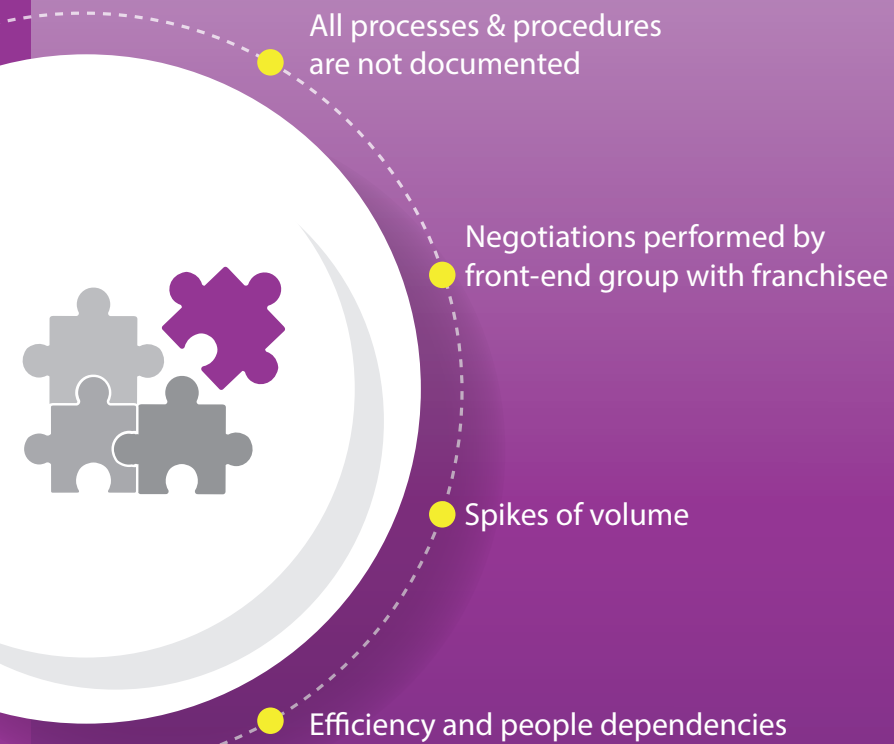 All processes & procedures
are not documented
Negotiations performed by
front-end group with franchisee
Spikes of volume
Efficiency and people dependencies